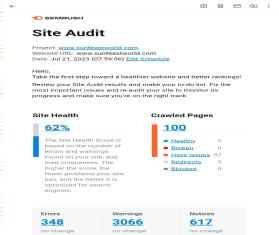 SEMRUSH
Site Audit
Project: www.sunfeastworld.com
Website URL: www.sunfeastworld.com
Date: Jul 21, 2023 (07:59:56) Edit Schedule
Hello,
Take the first step toward a healthier website and better rankings!
Review your Site Audit results and make your to-do list. Fix the
most important issues and re-audit your site to monitor its
progress and make sure you're on the right track.
Site Health
62%
The Site Health Score is
based on the number of
errors and warnings
found on your site, and
their uniqueness. The
higher the score, the
fewer problems your site
has, and the better it is
optimized for search
engines.
Crawled Pages
100
Healthy 0
Broken 0
Have issues 97
Redirects 3
Blocked 0
Errors
348
no change
Warnings
3066
no change
Notices
617
no change